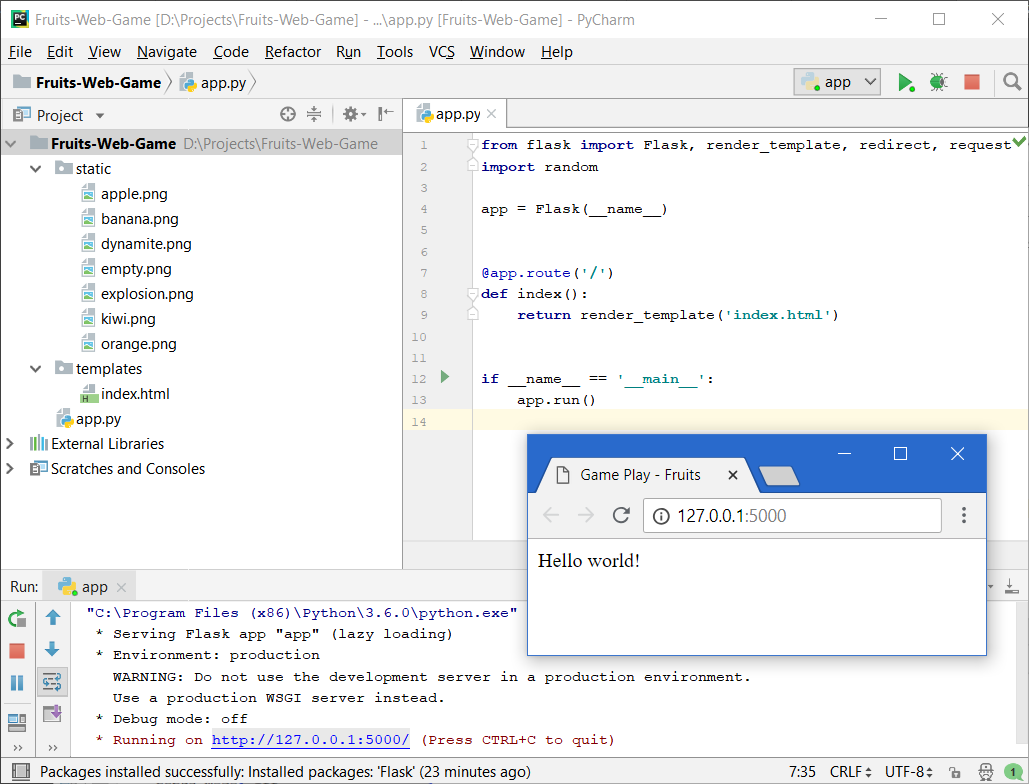 Fruits-Web-Game [D:\Projects\Fruits-Web-Game] - ...\app.py [Fruits-Web-Game] - PyCharm
File Edit View Navigate Code Refactor Run Tools VCS Window Help
Fruits-Web-Game app.py app
Project app.py
Fruits-Web-Game D:\Projects\Fruits-Web-Game
static
apple.png
banana.png
dynamite.png
empty.png
explosion.png
kiwi.png
orange.png
templates
index.html
app.py
External Libraries
Scratches and Consoles
1 from flask import Flask, render_template, redirect, request
2 import random
3
4 app = Flask(__name__)
5
6
7 @app.route('/')
8 def index():
9 return render_template('index.html')
10
11
12 if __name__ == '__main__':
13 app.run()
14
Game Play - Fruits
127.0.0.1:5000
Hello world!
Run: app
"C:\Program Files (x86)\Python\3.6.0\python.exe"
* Serving Flask app "app" (lazy loading)
* Environment: production
WARNING: Do not use the development server in a production environment.
Use a production WSGI server instead.
* Debug mode: off
* Running on http://127.0.0.1:5000/ (Press CTRL+C to quit)
Packages installed successfully: Installed packages: 'Flask' (23 minutes ago) 7:35 CRLF UTF-8 1